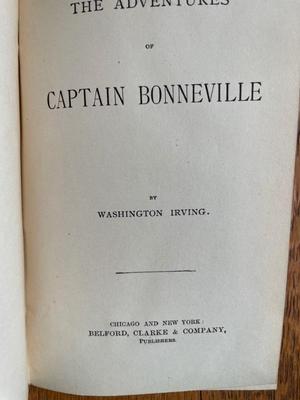 THE ADVENTURES
OF
CAPTAIN BONNEVILLE
BY
WASHINGTON IRVING.
CHICAGO AND NEW YORK:
BELFORD, CLARKE & COMPANY,
PUBLISHERS.